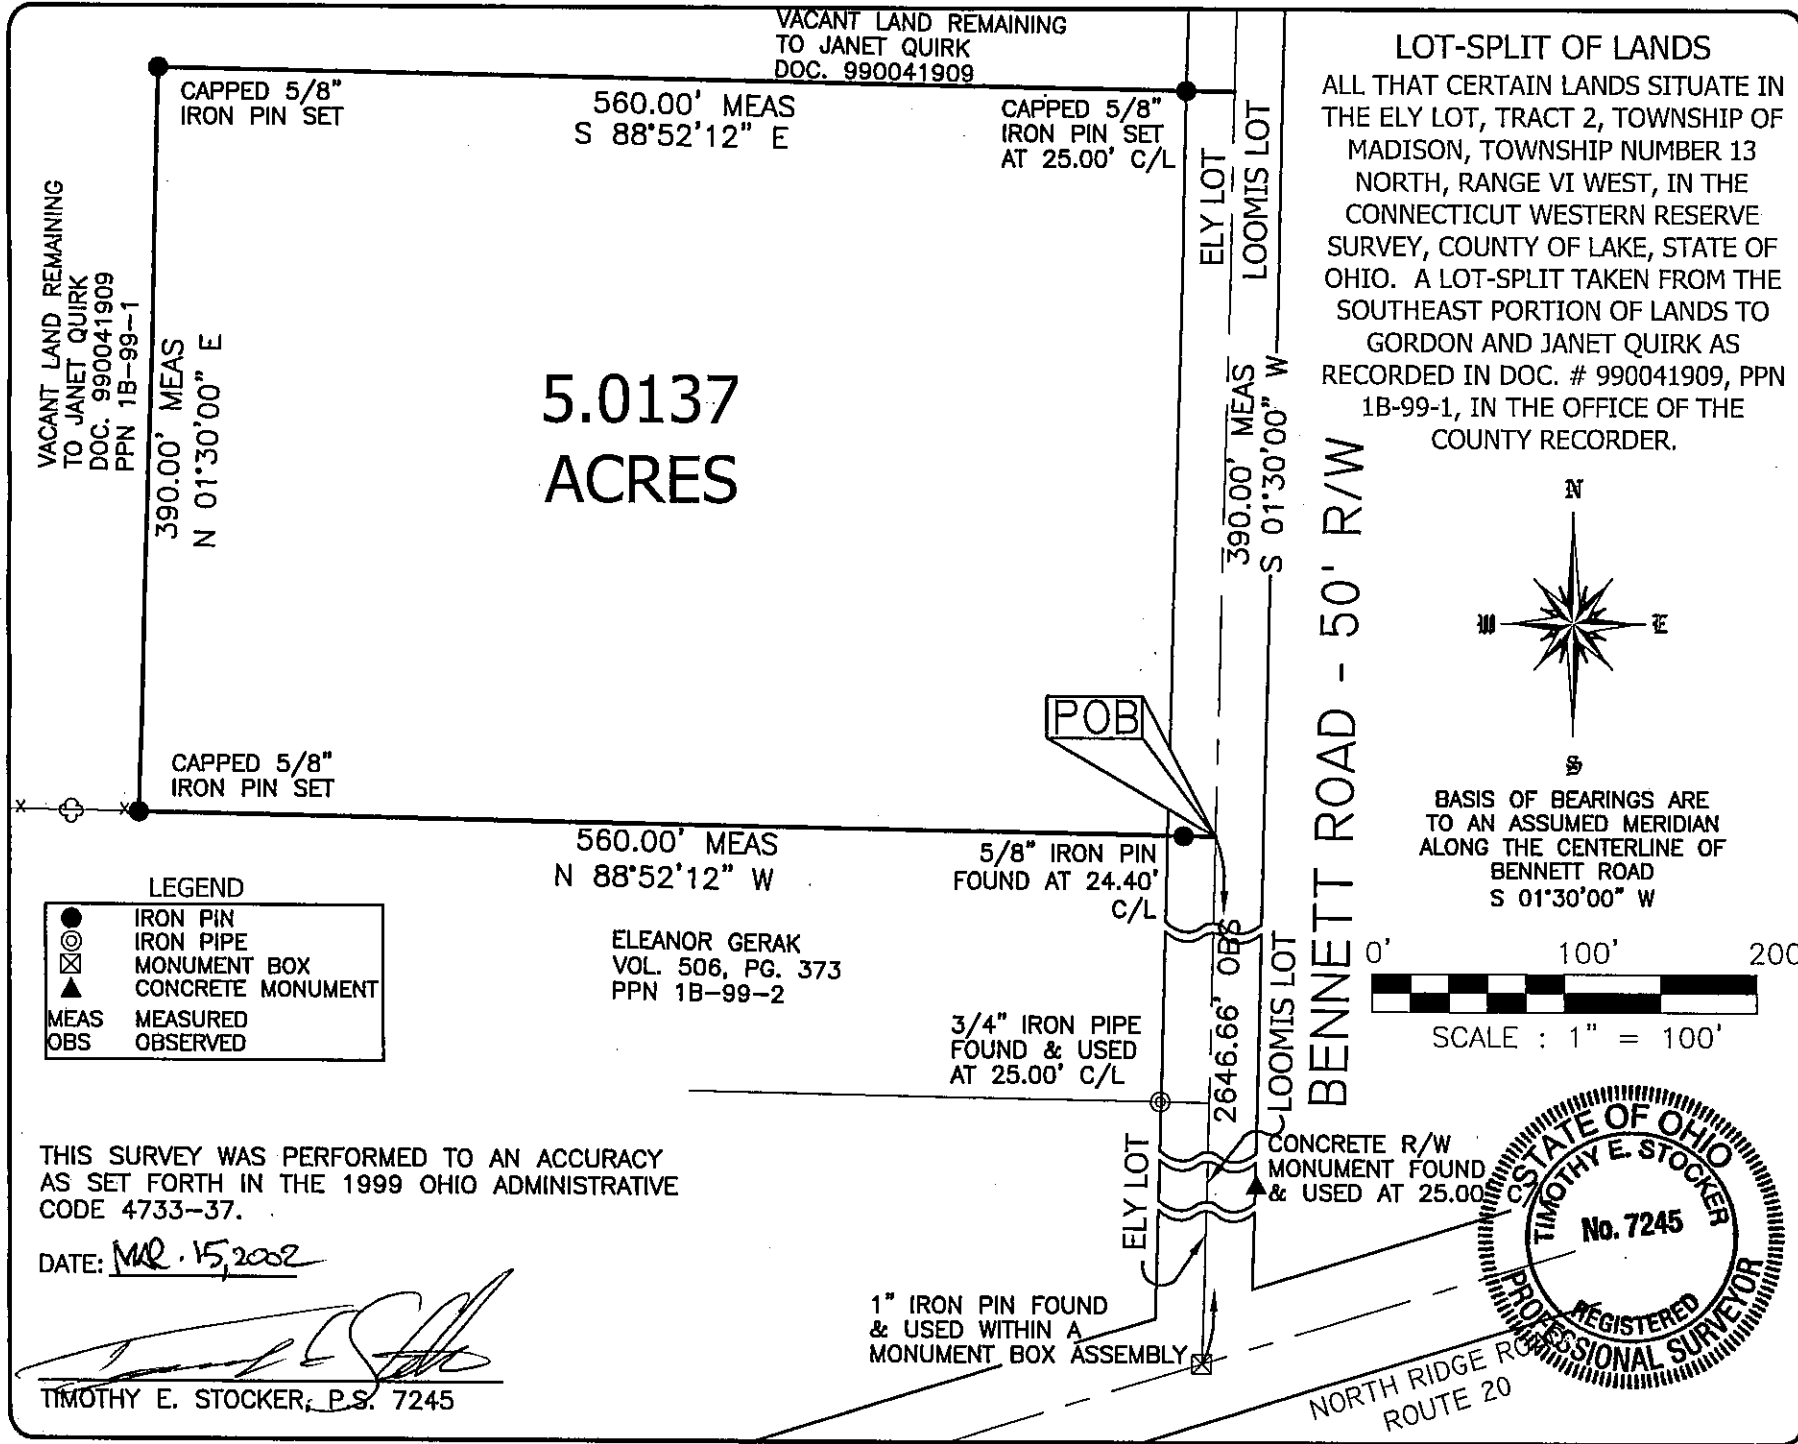 VACANT LAND REMAINING
TO JANET QUIRK
DOC. 990041909
CAPPED 5/8"
IRON PIN SET
560.00' MEAS
S 88°52'12" E
CAPPED 5/8"
IRON PIN SET
AT 25.00' C/L
ELY LOT
LOOMIS LOT
LOT-SPLIT OF LANDS
ALL THAT CERTAIN LANDS SITUATE IN
THE ELY LOT, TRACT 2, TOWNSHIP OF
MADISON, TOWNSHIP NUMBER 13
NORTH, RANGE VI WEST, IN THE
CONNECTICUT WESTERN RESERVE
SURVEY, COUNTY OF LAKE, STATE OF
OHIO. A LOT-SPLIT TAKEN FROM THE
SOUTHEAST PORTION OF LANDS TO
GORDON AND JANET QUIRK AS
RECORDED IN DOC. # 990041909, PPN
1B-99-1, IN THE OFFICE OF THE
COUNTY RECORDER.
VACANT LAND REMAINING
TO JANET QUIRK
DOC. 990041909
PPN 1B-99-1
390.00' MEAS
N 01°30'00" E
5.0137
ACRES
390.00' MEAS
S 01°30'00" W
BENNETT ROAD - 50' R/W
N
W
E
S
POB
CAPPED 5/8"
IRON PIN SET
x
x
560.00' MEAS
N 88°52'12" W
5/8" IRON PIN
FOUND AT 24.40'
C/L
BASIS OF BEARINGS ARE
TO AN ASSUMED MERIDIAN
ALONG THE CENTERLINE OF
BENNETT ROAD
S 01°30'00" W
0' 100' 200
SCALE : 1" = 100'
LEGEND
IRON PIN
IRON PIPE
MONUMENT BOX
CONCRETE MONUMENT
MEAS MEASURED
OBS OBSERVED
ELEANOR GERAK
VOL. 506, PG. 373
PPN 1B-99-2
2646.66' OBS
LOOMIS LOT
3/4" IRON PIPE
FOUND & USED
AT 25.00' C/L
ELY LOT
CONCRETE R/W
MONUMENT FOUND
& USED AT 25.00' C/
THIS SURVEY WAS PERFORMED TO AN ACCURACY
AS SET FORTH IN THE 1999 OHIO ADMINISTRATIVE
CODE 4733-37.
DATE: MAR. 15, 2002
TIMOTHY E. STOCKER, P.S. 7245
1" IRON PIN FOUND
& USED WITHIN A
MONUMENT BOX ASSEMBLY
STATE OF OHIO
TIMOTHY E. STOCKER
No. 7245
REGISTERED
PROFESSIONAL SURVEYOR
NORTH RIDGE RO
ROUTE 20